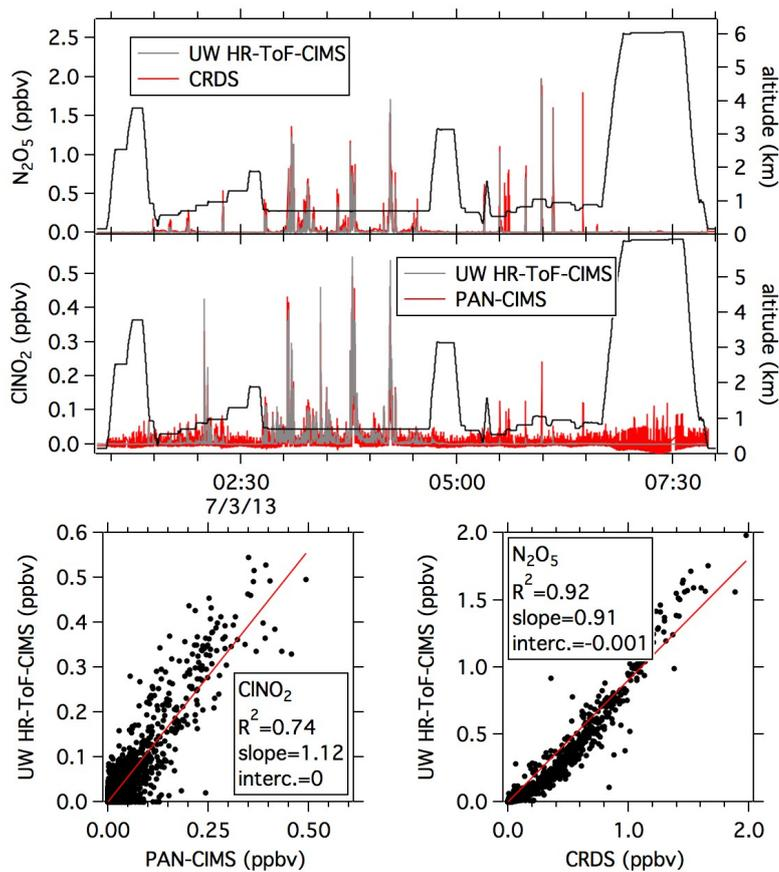 UW HR-ToF-CIMS
CRDS
N2O5 (ppbv)
2.5
2.0
1.5
1.0
0.5
0.0
altitude (km)
6
5
4
3
2
1
0
UW HR-ToF-CIMS
PAN-CIMS
ClNO2 (ppbv)
0.5
0.4
0.3
0.2
0.1
0.0
altitude (km)
5
4
3
2
1
0
02:30
05:00
07:30
7/3/13
UW HR-ToF-CIMS (ppbv)
0.6
0.5
0.4
0.3
0.2
0.1
0.0
ClNO2
R2=0.74
slope=1.12
interc.=0
0.00
0.25
0.50
PAN-CIMS (ppbv)
UW HR-ToF-CIMS (ppbv)
2.0
1.5
1.0
0.5
0.0
N2O5
R2=0.92
slope=0.91
interc.=-0.001
0.0
1.0
2.0
CRDS (ppbv)